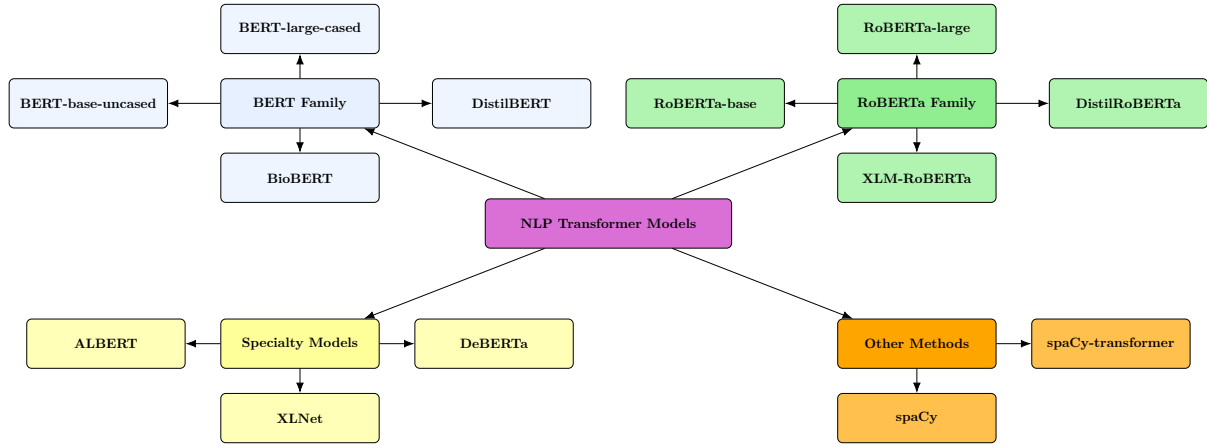 BERT-large-cased
RoBERTa-large
BERT-base-uncased
BERT Family
DistilBERT
RoBERTa-base
RoBERTa Family
DistilRoBERTa
BioBERT
XLM-RoBERTa
NLP Transformer Models
ALBERT
Specialty Models
DeBERTa
Other Methods
spaCy-transformer
XLNet
spaCy